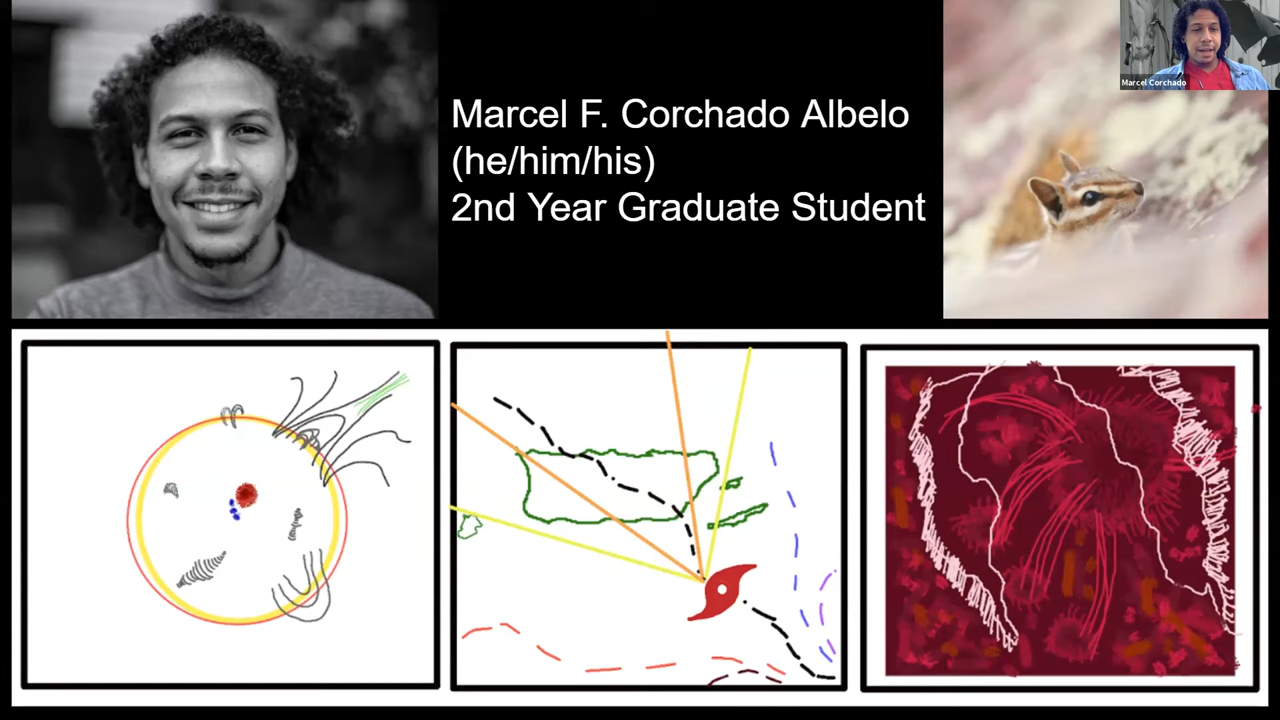 Marcel F. Corchado Albelo
(he/him/his)
2nd Year Graduate Student
Marcel Corchado